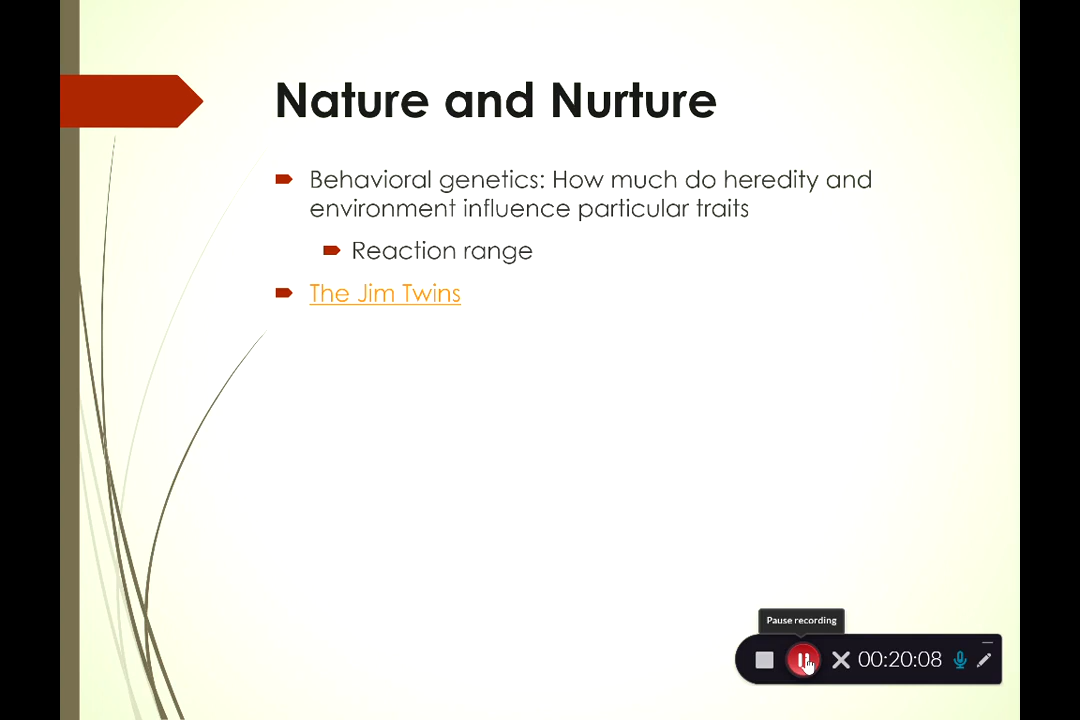 Nature and Nurture
Behavioral genetics: How much do heredity and
environment influence particular traits
Reaction range
The Jim Twins
Pause recording
00:20:08